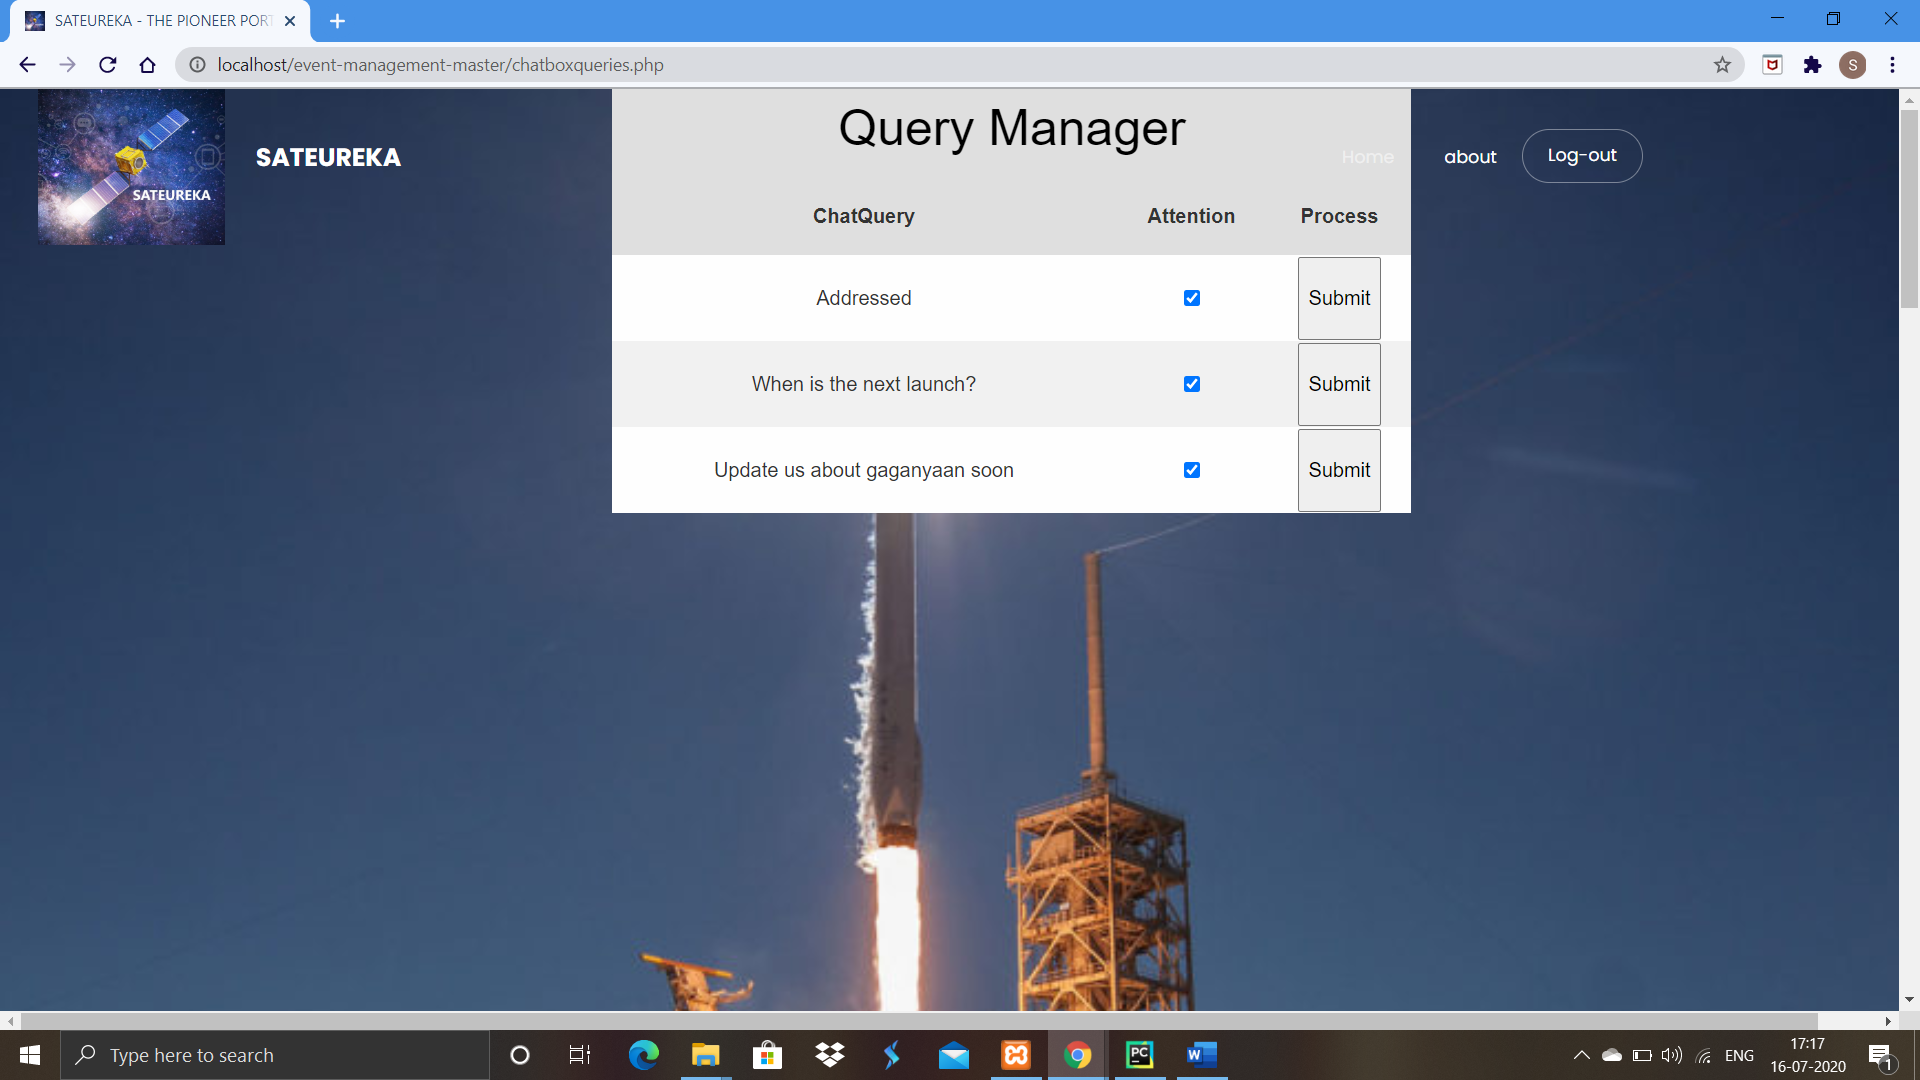 SATEUREKA - THE PIONEER PORT
localhost/event-management-master/chatboxqueries.php
S
SATEUREKA
SATEUREKA
Query Manager
Home
about
Log-out
ChatQuery Attention Process
Addressed Submit
When is the next launch? Submit
Update us about gaganyaan soon Submit
Type here to search
PC
W
ENG
17:17
16-07-2020
1